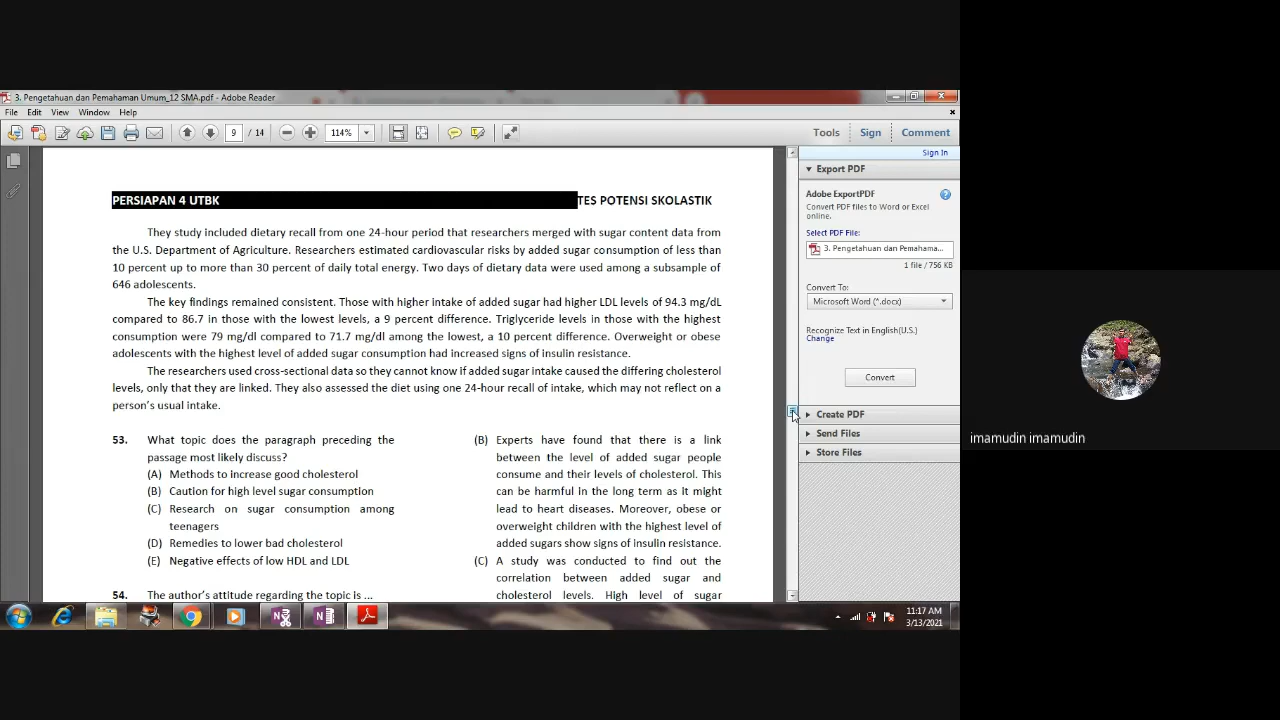 3. Pengetahuan dan Pemahaman Umum_12 SMA.pdf - Adobe Reader
File Edit View Window Help
9 / 14 114% Tools Sign Comment
Sign In
Export PDF
Adobe ExportPDF
Convert PDF files to Word or Excel
online.
Select PDF File:
3. Pengetahuan dan Pemahama...
1 file / 756 KB
Convert To:
Microsoft Word (*.docx)
Recognize Text in English(U.S.)
Change
Convert
Create PDF
Send Files
Store Files
PERSIAPAN 4 UTBK TES POTENSI SKOLASTIK
They study included dietary recall from one 24-hour period that researchers merged with sugar content data from
the U.S. Department of Agriculture. Researchers estimated cardiovascular risks by added sugar consumption of less than
10 percent up to more than 30 percent of daily total energy. Two days of dietary data were used among a subsample of
646 adolescents.
The key findings remained consistent. Those with higher intake of added sugar had higher LDL levels of 94.3 mg/dL
compared to 86.7 in those with the lowest levels, a 9 percent difference. Triglyceride levels in those with the highest
consumption were 79 mg/dl compared to 71.7 mg/dl among the lowest, a 10 percent difference. Overweight or obese
adolescents with the highest level of added sugar consumption had increased signs of insulin resistance.
The researchers used cross-sectional data so they cannot know if added sugar intake caused the differing cholesterol
levels, only that they are linked. They also assessed the diet using one 24-hour recall of intake, which may not reflect on a
person's usual intake.
53. What topic does the paragraph preceding the
passage most likely discuss?
(A) Methods to increase good cholesterol
(B) Caution for high level sugar consumption
(C) Research on sugar consumption among
teenagers
(D) Remedies to lower bad cholesterol
(E) Negative effects of low HDL and LDL
54. The author's attitude regarding the topic is ...
(B) Experts have found that there is a link
between the level of added sugar people
consume and their levels of cholesterol. This
can be harmful in the long term as it might
lead to heart diseases. Moreover, obese or
overweight children with the highest level of
added sugars show signs of insulin resistance.
(C) A study was conducted to find out the
correlation between added sugar and
cholesterol levels. High level of sugar
11:17 AM
3/13/2021
imamudin imamudin